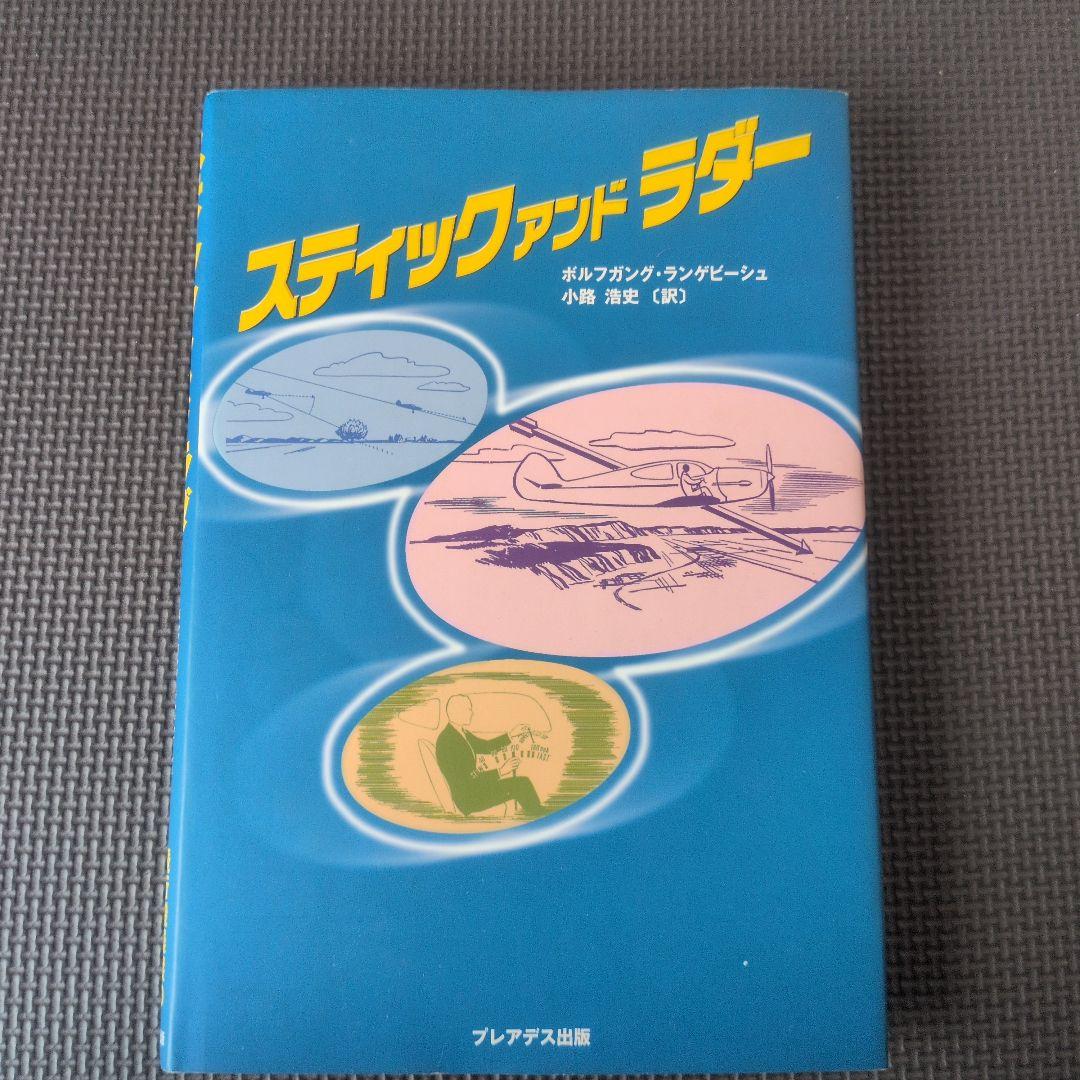 スティックアンドラダー
ボルフガング・ランゲビーシュ
小路 浩史〔訳〕
プレアデス出版